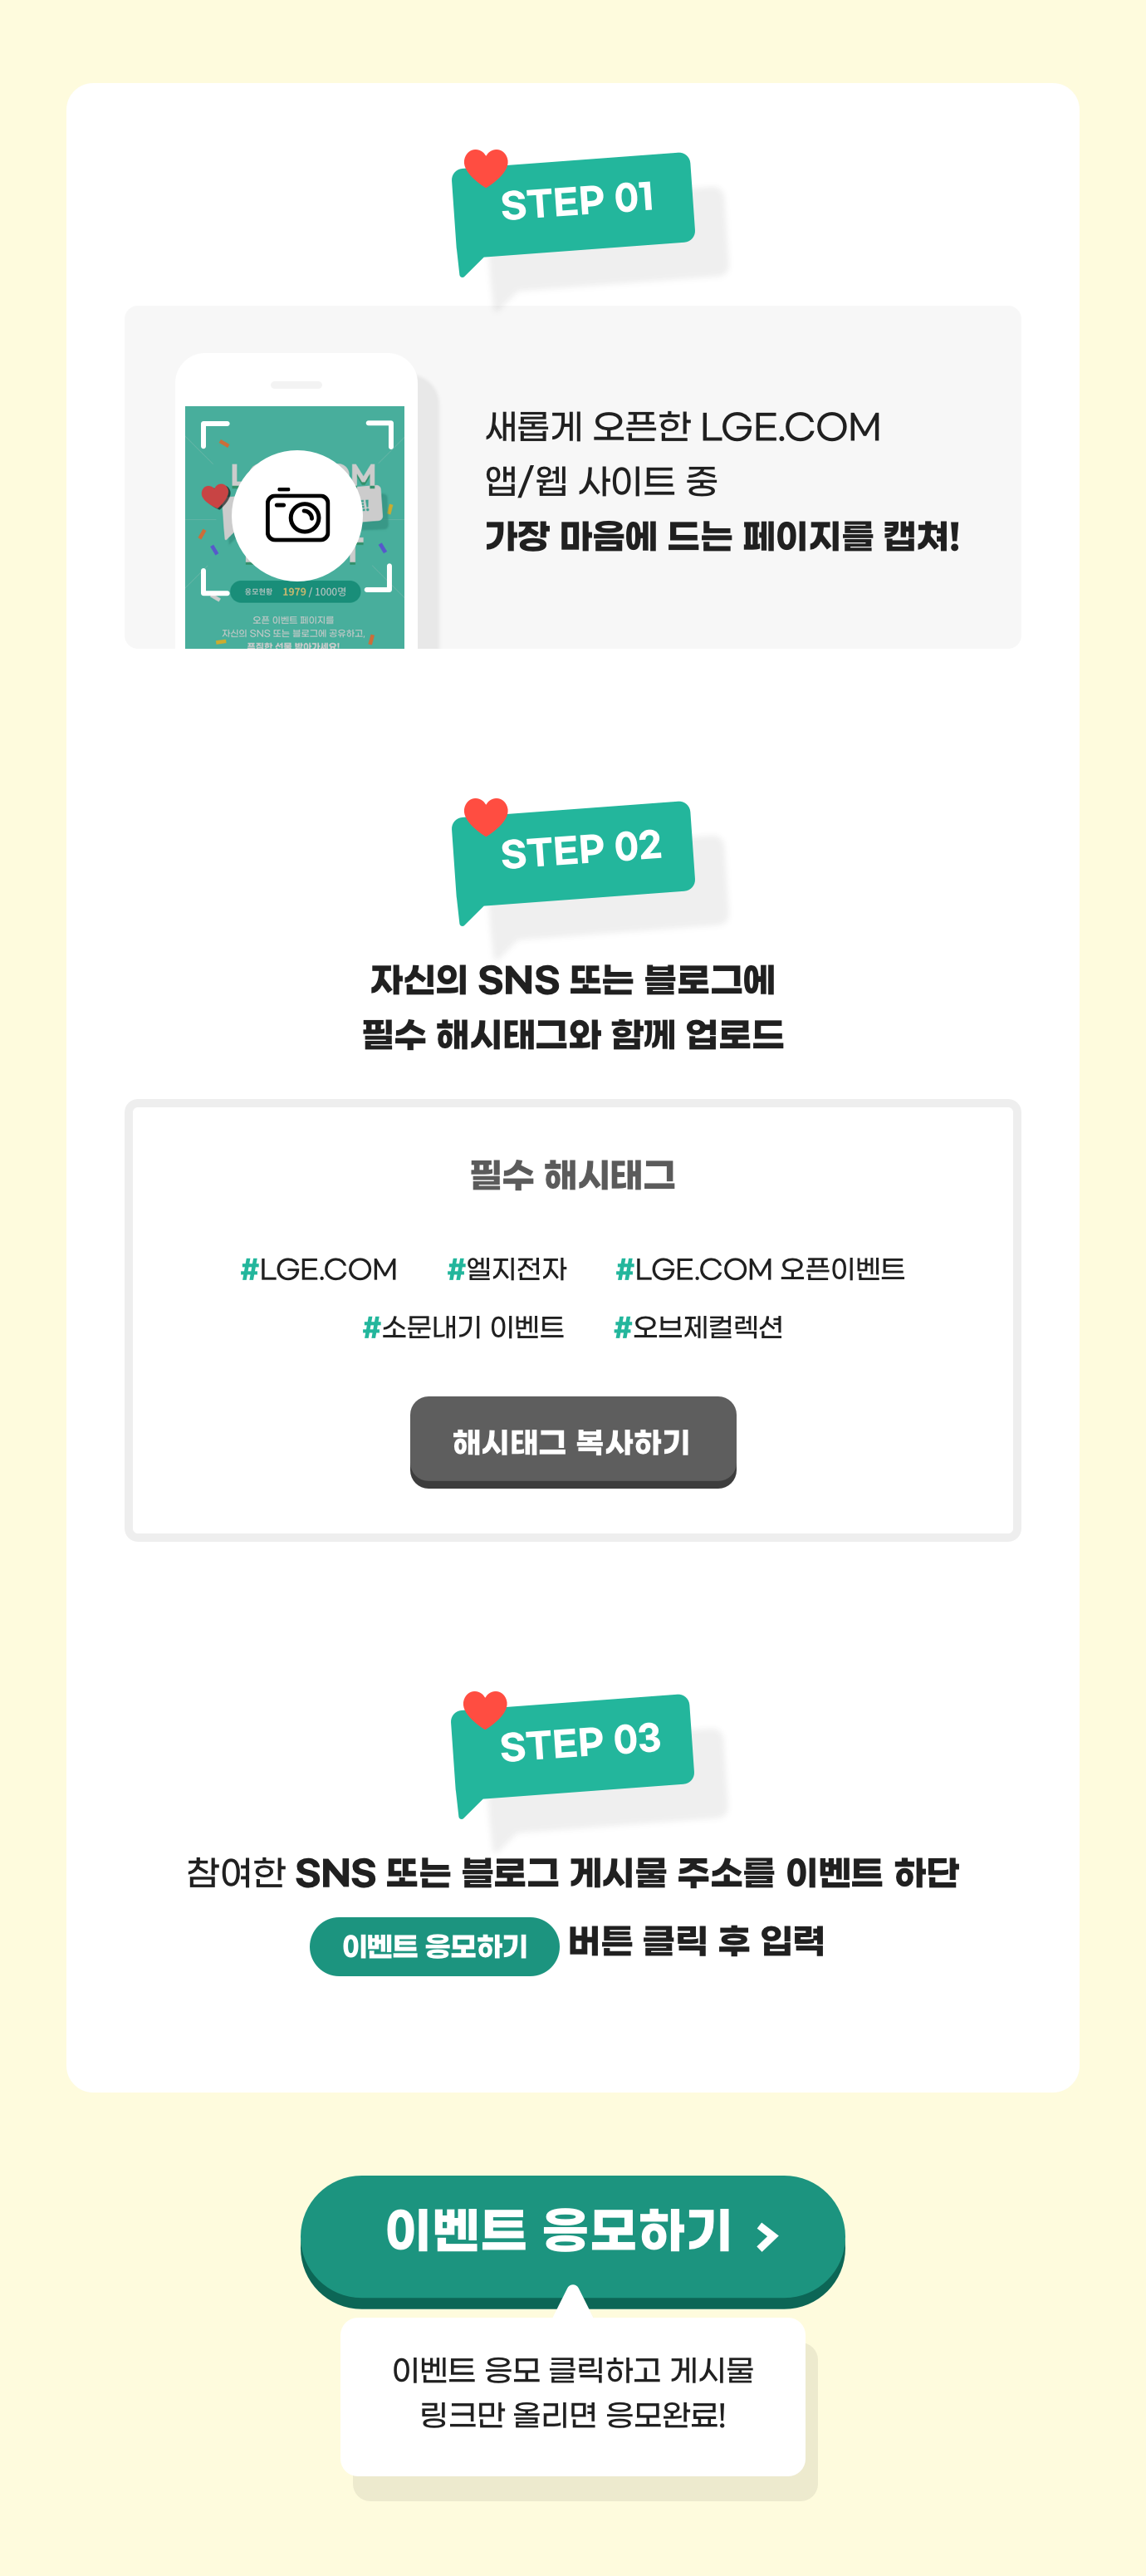 STEP 01
새롭게 오픈한 LGE.COM
앱/웹 사이트 중
가장 마음에 드는 페이지를 캡쳐!
응모현황 1979 / 1000명
오픈 이벤트 페이지를
자신의 SNS 또는 블로그에 공유하고,
푸짐한 선물 받아가세요!
STEP 02
자신의 SNS 또는 블로그에
필수 해시태그와 함께 업로드
필수 해시태그
#LGE.COM #엘지전자 #LGE.COM 오픈이벤트
#소문내기 이벤트 #오브제컬렉션
해시태그 복사하기
STEP 03
참여한 SNS 또는 블로그 게시물 주소를 이벤트 하단
이벤트 응모하기 버튼 클릭 후 입력
이벤트 응모하기 >
이벤트 응모 클릭하고 게시물
링크만 올리면 응모완료!